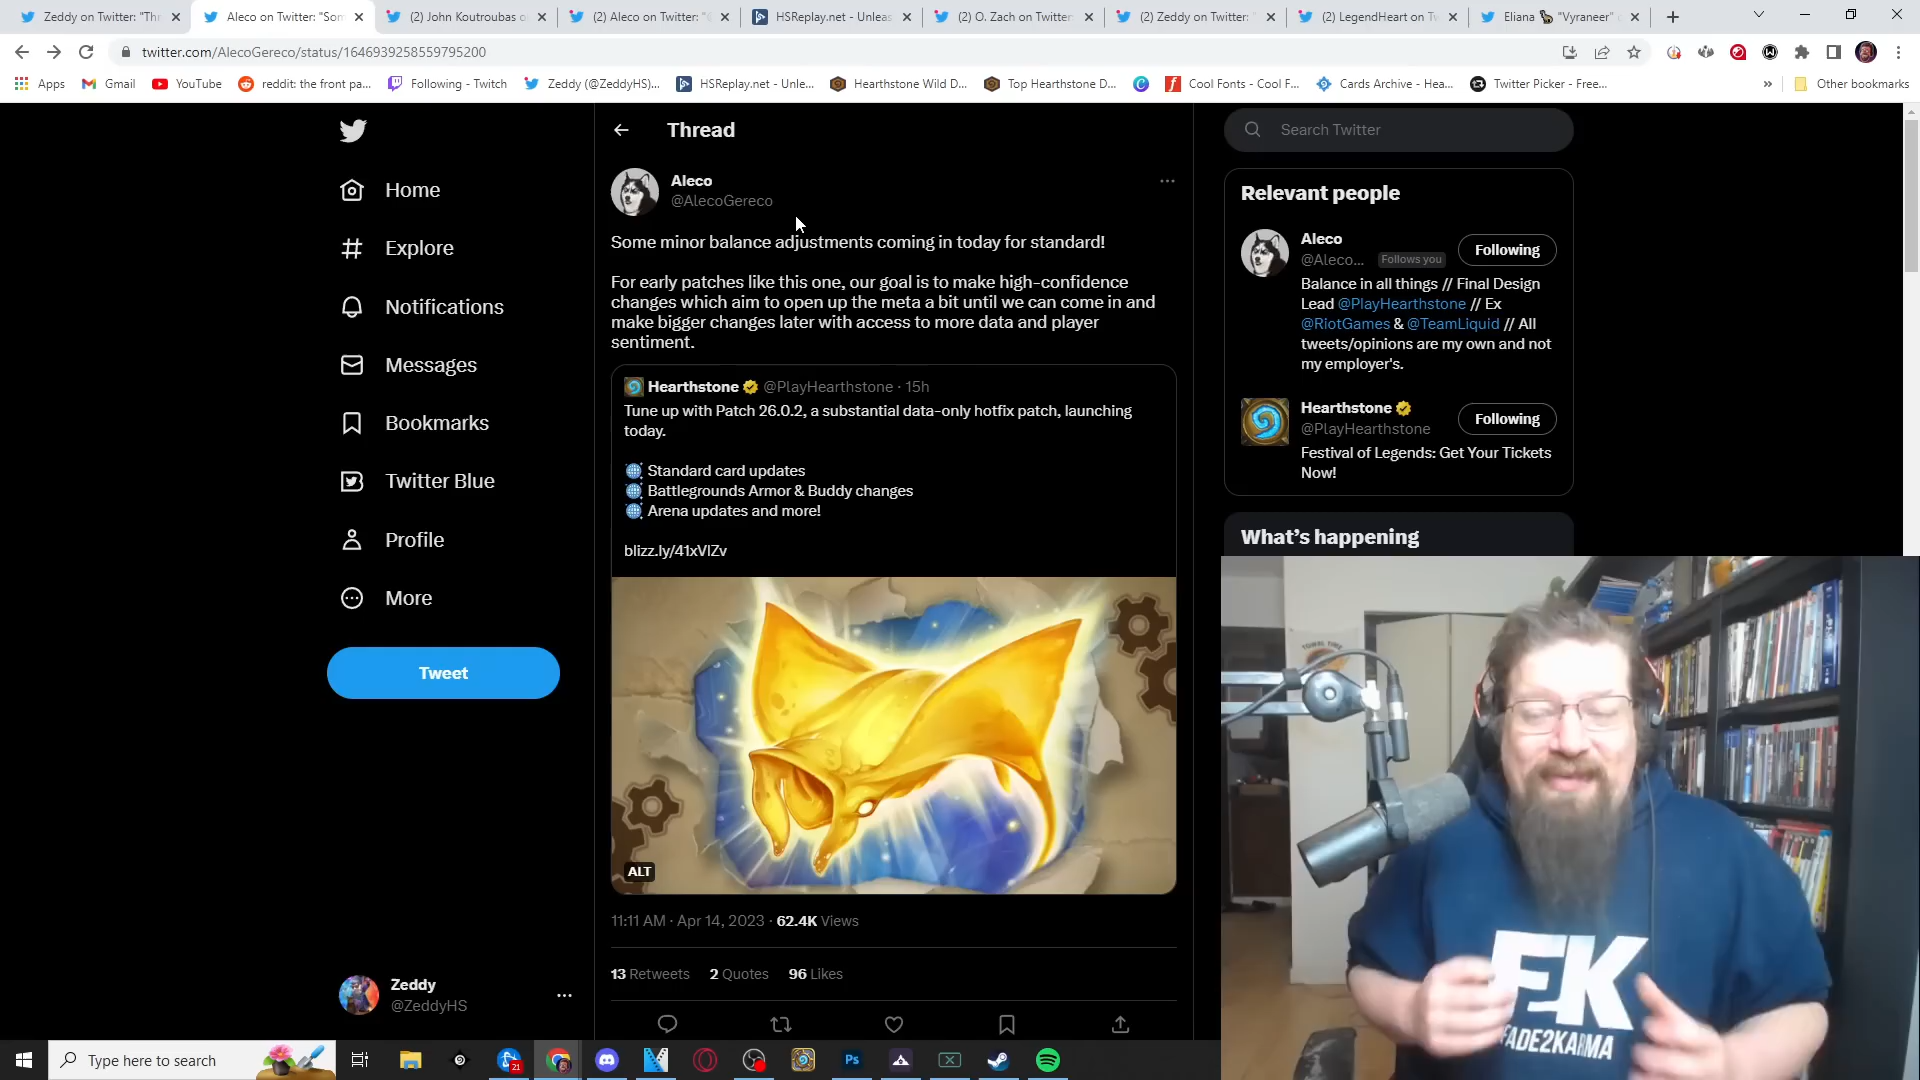 Zeddy on Twitter: "Thr
Aleco on Twitter: "Som
(2) John Koutroubas o
(2) Aleco on Twitter: "
HSReplay.net - Unleas
(2) O. Zach on Twitter:
(2) Zeddy on Twitter: "
(2) LegendHeart on Tw
Eliana "Vyraneer"
twitter.com/AlecoGereco/status/1646939258559795200
Apps
Gmail
YouTube
reddit: the front pa...
Following - Twitch
Zeddy (@ZeddyHS)...
HSReplay.net - Unle...
Hearthstone Wild D...
Top Hearthstone D...
Cool Fonts - Cool F...
Cards Archive - Hea...
Twitter Picker - Free...
»
Other bookmarks
Home
Explore
Notifications
Messages
Bookmarks
Twitter Blue
Profile
More
Tweet
Zeddy
@ZeddyHS
Thread
Aleco
@AlecoGereco
Some minor balance adjustments coming in today for standard!
For early patches like this one, our goal is to make high-confidence
changes which aim to open up the meta a bit until we can come in and
make bigger changes later with access to more data and player
sentiment.
Hearthstone @PlayHearthstone · 15h
Tune up with Patch 26.0.2, a substantial data-only hotfix patch, launching
today.
Standard card updates
Battlegrounds Armor & Buddy changes
Arena updates and more!
blizz.ly/41xVlZv
ALT
11:11 AM · Apr 14, 2023 · 62.4K Views
13 Retweets 2 Quotes 96 Likes
Search Twitter
Relevant people
Aleco
@Aleco... Follows you
Following
Balance in all things // Final Design
Lead @PlayHearthstone // Ex
@RiotGames & @TeamLiquid // All
tweets/opinions are my own and not
my employer's.
Hearthstone
@PlayHearthstone
Following
Festival of Legends: Get Your Tickets
Now!
What's happening
FK
FADE2KARMA
Type here to search
21
Ps